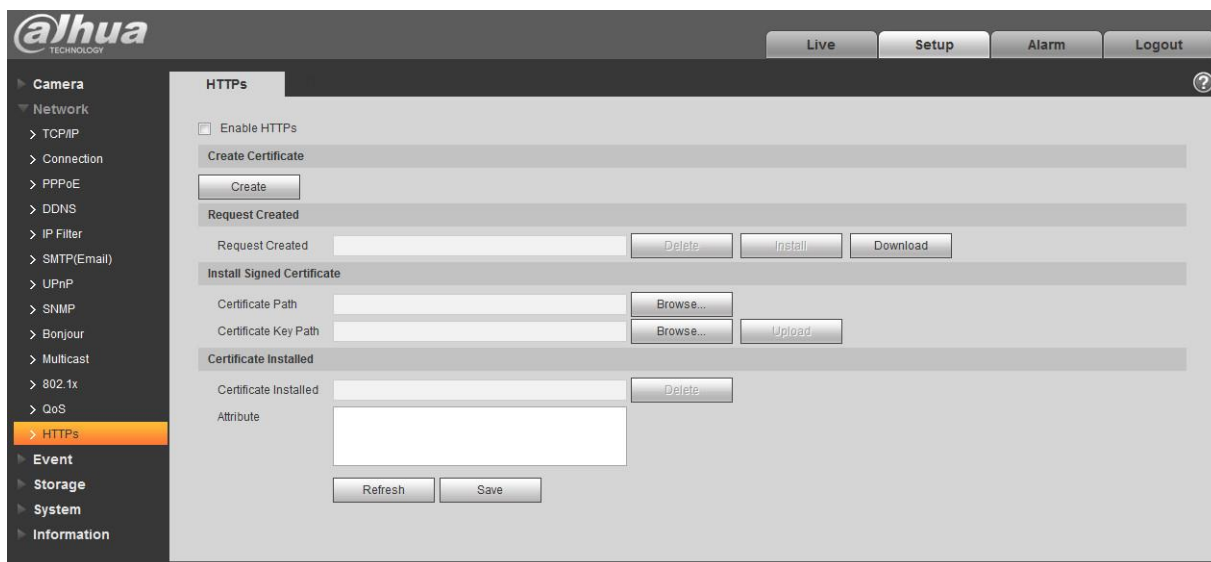 alhua
TECHNOLOGY
Live Setup Alarm Logout
Camera
Network
TCP/IP
Connection
PPPoE
DDNS
IP Filter
SMTP(Email)
UPnP
SNMP
Bonjour
Multicast
802.1x
QoS
HTTPs
Event
Storage
System
Information
HTTPs
?
Enable HTTPs
Create Certificate
Create
Request Created
Request Created Delete Install Download
Install Signed Certificate
Certificate Path Browse...
Certificate Key Path Browse... Upload
Certificate Installed
Certificate Installed Delete
Attribute
Refresh Save